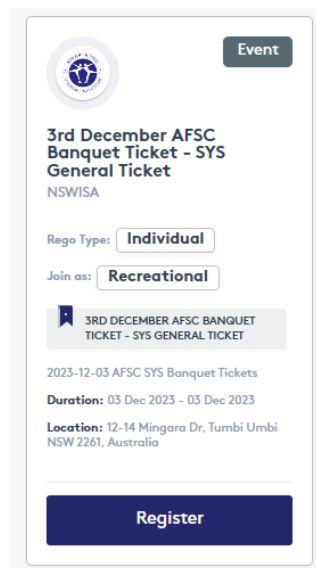 Event
3rd December AFSC
Banquet Ticket - SYS
General Ticket
NSWISA
Rego Type: Individual
Join as: Recreational
3RD DECEMBER AFSC BANQUET
TICKET - SYS GENERAL TICKET
2023-12-03 AFSC SYS Banquet Tickets
Duration: 03 Dec 2023 - 03 Dec 2023
Location: 12-14 Mingara Dr, Tumbi Umbi
NSW 2261, Australia
Register